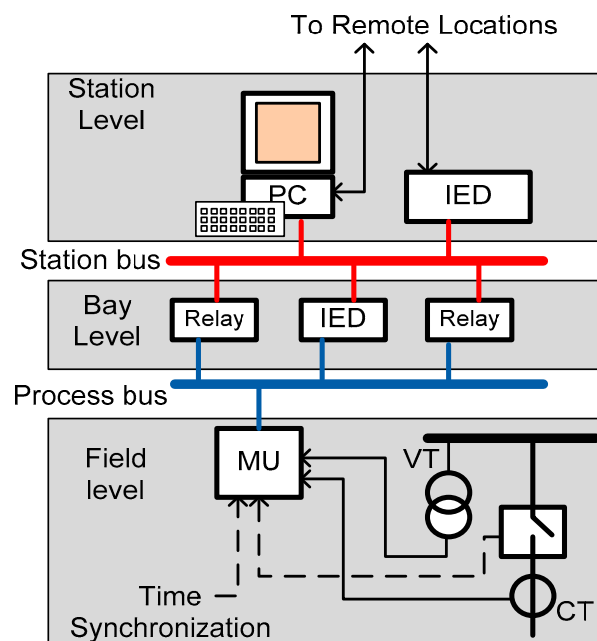 To Remote Locations
Station
Level
PC
IED
Station bus
Bay
Level
Relay
IED
Relay
Process bus
Field
level
MU
VT
Time
Synchronization
CT